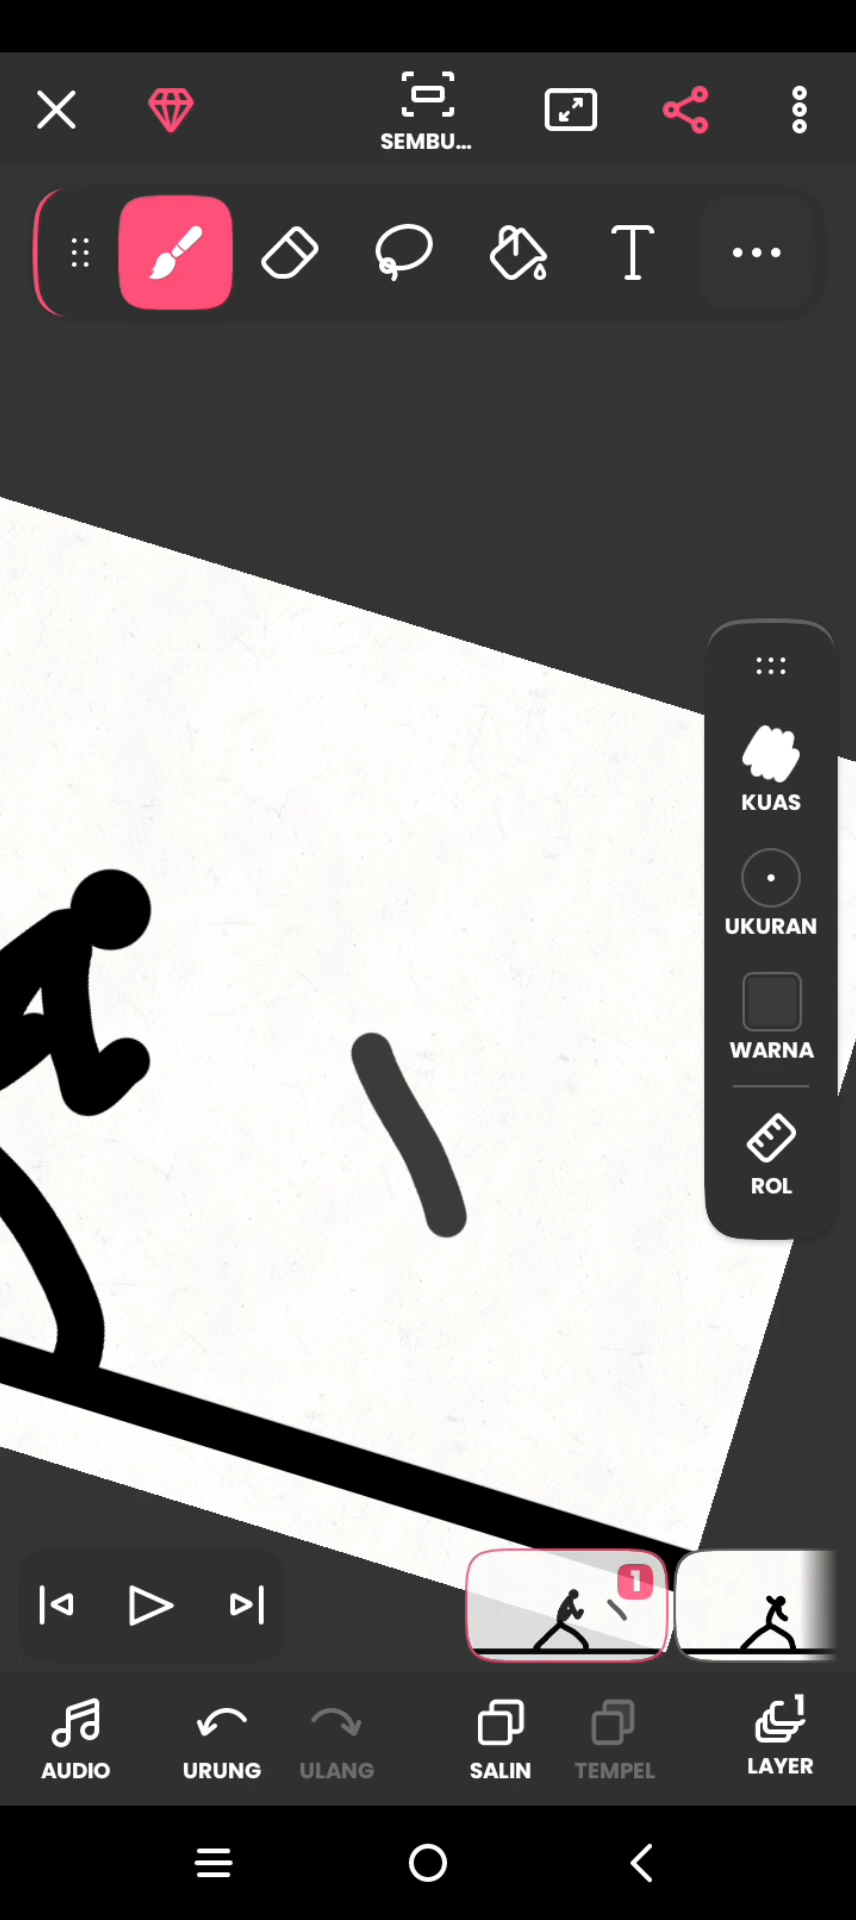 SEMBU...
T
KUAS
UKURAN
WARNA
ROL
1
AUDIO
URUNG
ULANG
SALIN
TEMPEL
1
LAYER